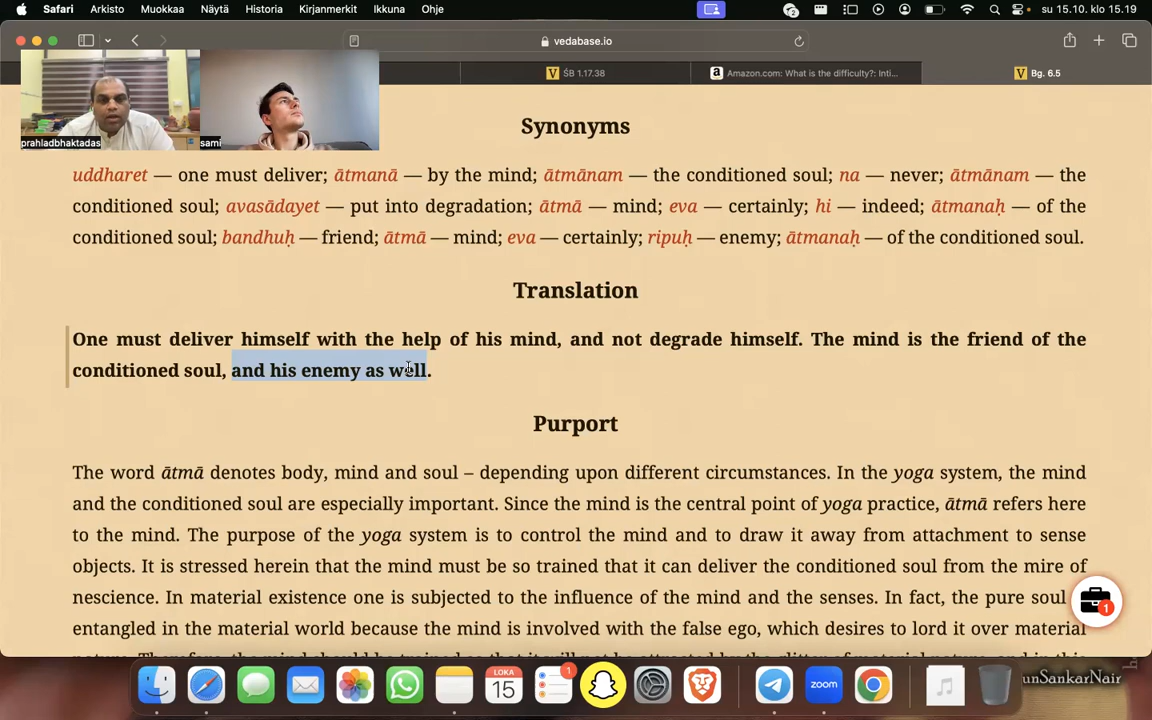 Safari Arkisto Muokkaa Näytä Historia Kirjanmerkit Ikkuna Ohje 2 su 15.10. klo 15.19
vedabase.io
ŚB 1.17.38 Amazon.com: What is the difficulty?: Inti... Bg. 6.5
prahladbhaktadas sami
Synonyms
uddharet — one must deliver; ātmanā — by the mind; ātmānam — the conditioned soul; na — never; ātmānam — the
conditioned soul; avasādayet — put into degradation; ātmā — mind; eva — certainly; hi — indeed; ātmanaḥ — of the
conditioned soul; bandhuḥ — friend; ātmā — mind; eva — certainly; ripuḥ — enemy; ātmanaḥ — of the conditioned soul.
Translation
One must deliver himself with the help of his mind, and not degrade himself. The mind is the friend of the
conditioned soul, and his enemy as well.
Purport
The word ātmā denotes body, mind and soul – depending upon different circumstances. In the yoga system, the mind
and the conditioned soul are especially important. Since the mind is the central point of yoga practice, ātmā refers here
to the mind. The purpose of the yoga system is to control the mind and to draw it away from attachment to sense
objects. It is stressed herein that the mind must be so trained that it can deliver the conditioned soul from the mire of
nescience. In material existence one is subjected to the influence of the mind and the senses. In fact, the pure soul
1
entangled in the material world because the mind is involved with the false ego, which desires to lord it over material
LOKA
15
1
zoom
unSankarNair